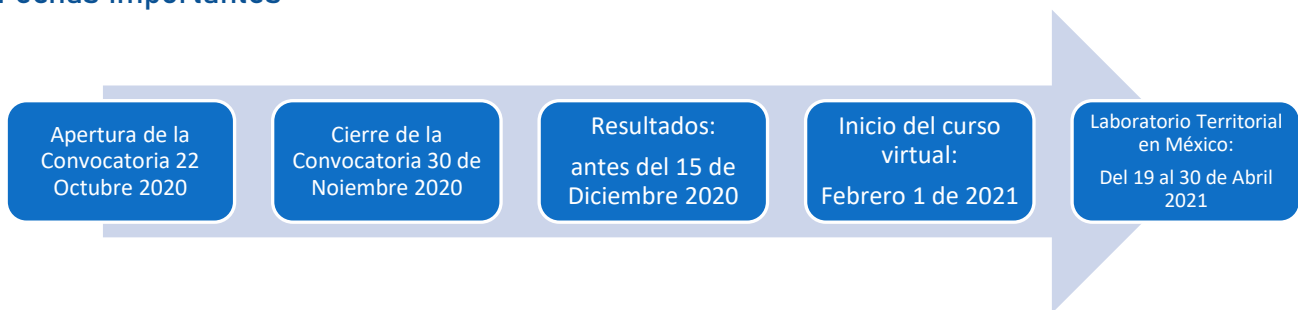 Fechas importantes
Apertura de la
Convocatoria 22
Octubre 2020
Cierre de la
Convocatoria 30 de
Noiembre 2020
Resultados:
antes del 15 de
Diciembre 2020
Inicio del curso
virtual:
Febrero 1 de 2021
Laboratorio Territorial
en México:
Del 19 al 30 de Abril
2021